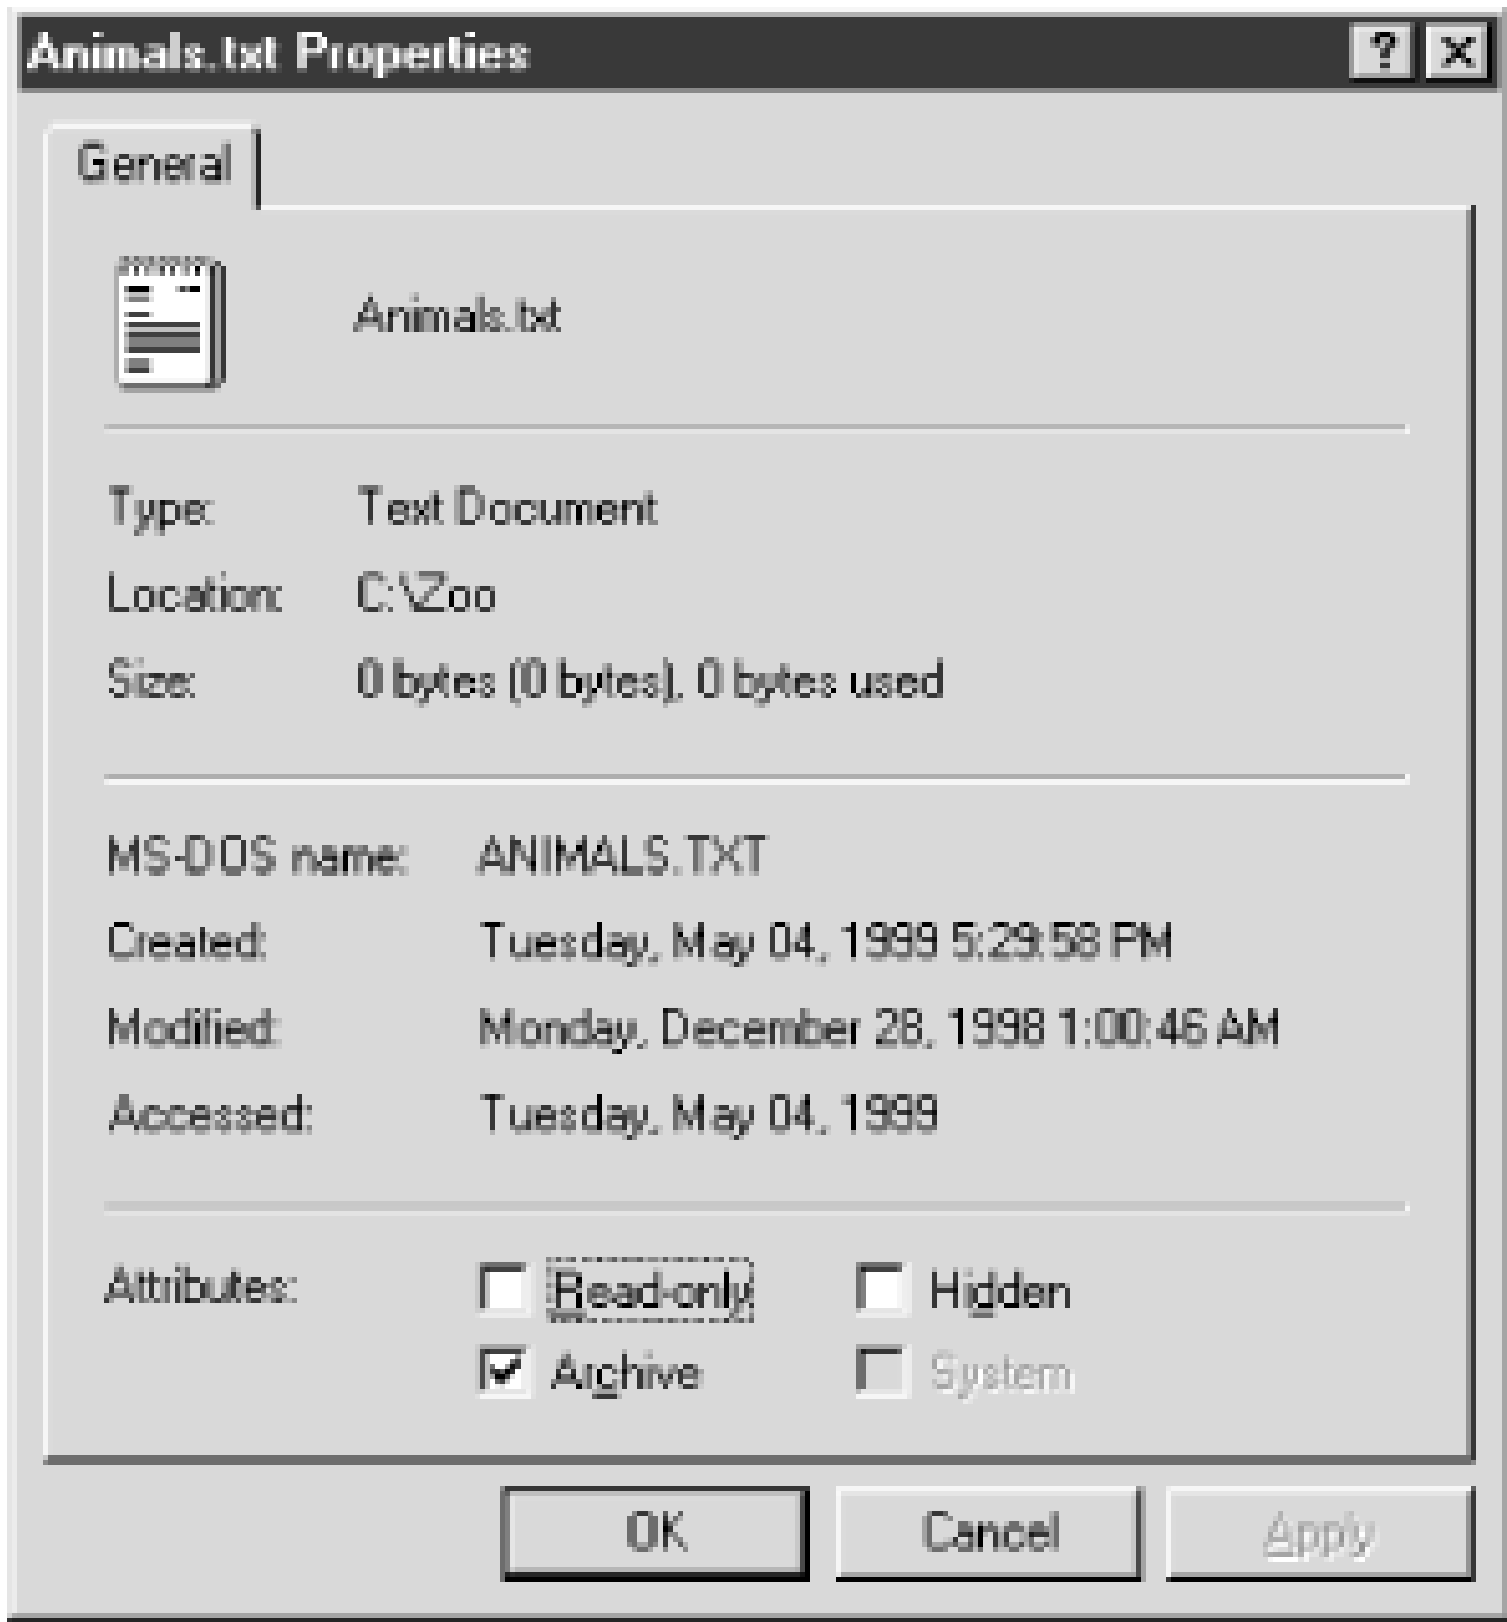 Animals.txt Properties
General
Animals.txt
Type: Text Document
Location: C:\Zoo
Size: 0 bytes (0 bytes), 0 bytes used
MS-DOS name: ANIMALS.TXT
Created: Tuesday, May 04, 1999 5:29:58 PM
Modified: Monday, December 28, 1998 1:00:46 AM
Accessed: Tuesday, May 04, 1999
Attributes: Read-only Hidden
Archive System
OK Cancel Apply